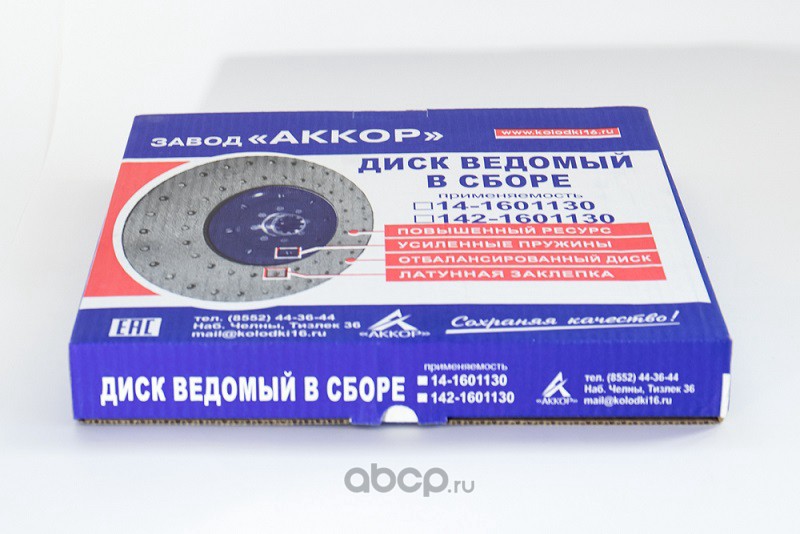 ЗАВОД «АККОР»
www.kolodki16.ru
ДИСК ВЕДОМЫЙ
В СБОРЕ
применяемость
14-1601130
142-1601130
ПОВЫШЕННЫЙ РЕСУРС
УСИЛЕННЫЕ ПРУЖИНЫ
ОТБАЛАНСИРОВАННЫЙ ДИСК
ЛАТУННАЯ ЗАКЛЕПКА
EAC
тел. (8552) 44-36-44
Наб. Челны, Тизлек 36
mail@kolodki16.ru
«АККОР»
Сохраняя качество!
ДИСК ВЕДОМЫЙ В СБОРЕ
применяемость
14-1601130
142-1601130
«АККОР»
тел. (8552) 44-36-44
Наб. Челны, Тизлек 36
mail@kolodki16.ru
abcp.ru